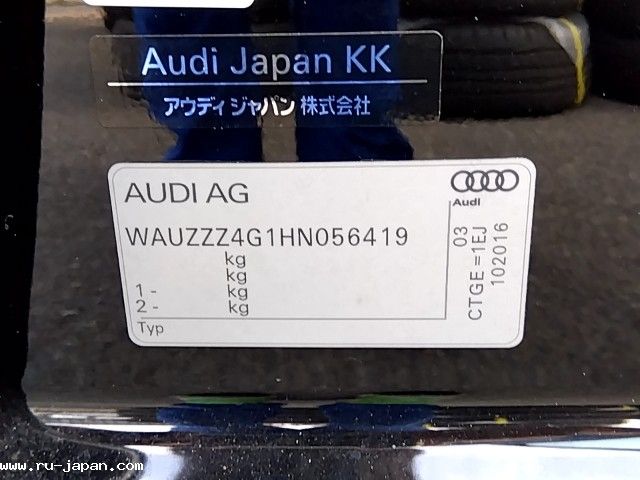 Audi Japan KK
アウディ ジャパン 株式会社
AUDI AG
Audi
WAUZZZ4G1HN056419
kg
kg
1 - kg
2 - kg
Typ
03
CTGE =1EJ
102016
www.ru-japan.com